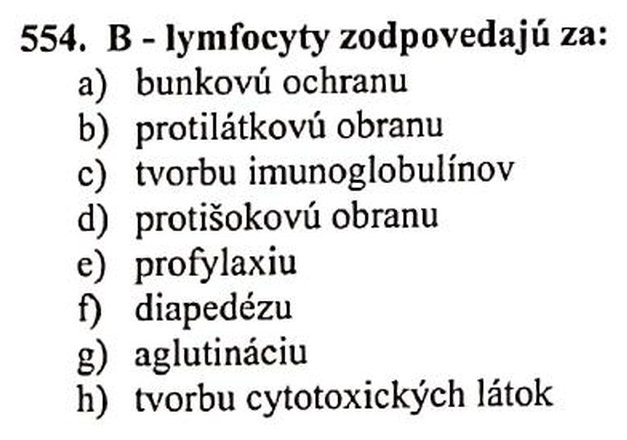 554. B - lymfocyty zodpovedajú za:
a) bunkovú ochranu
b) protilátkovú obranu
c) tvorbu imunoglobulínov
d) protišokovú obranu
e) profylaxiu
f) diapedézu
g) aglutináciu
h) tvorbu cytotoxických látok